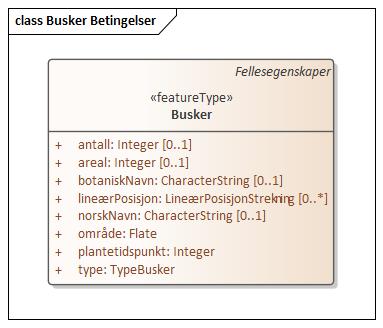 class Busker Betingelser
Fellesegenskaper
«featureType»
Busker
+ antall: Integer [0..1]
+ areal: Integer [0..1]
+ botaniskNavn: CharacterString [0..1]
+ lineærPosisjon: LineærPosisjonStrekning [0..*]
+ norskNavn: CharacterString [0..1]
+ område: Flate
+ plantetidspunkt: Integer
+ type: TypeBusker